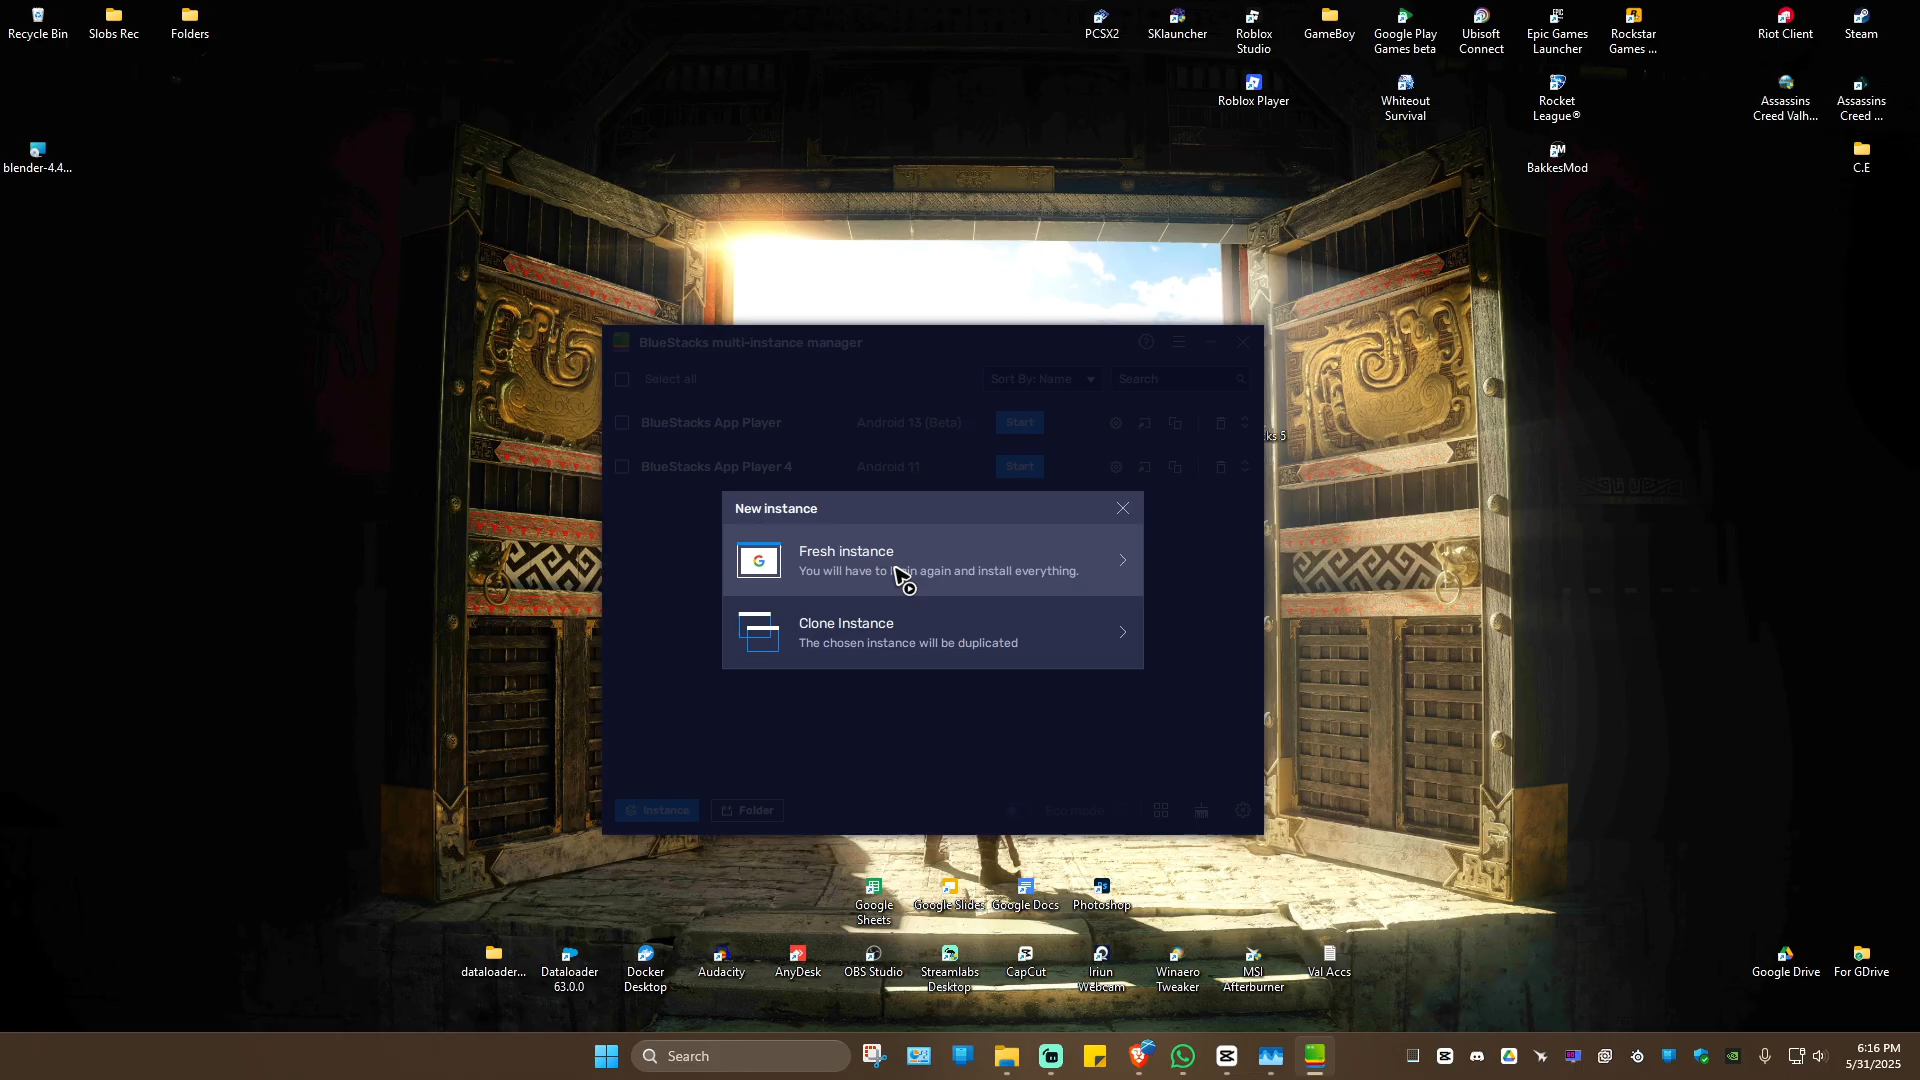 Recycle Bin
Slobs Rec
Folders
PCSX2
SKlauncher
Roblox
Studio
GameBoy
Google Play
Games beta
Ubisoft
Connect
Epic Games
Launcher
Rockstar
Games ...
Riot Client
Steam
Roblox Player
Whiteout
Survival
Rocket
League®
Assassins
Creed Valh...
Assassins
Creed ...
blender-4.4...
BakkesMod
C.E
BlueStacks multi-instance manager
Select all
Sort By: Name
Search
BlueStacks App Player
Android 13 (Beta)
Start
ks 5
BlueStacks App Player 4
Android 11
Start
New instance
Fresh instance
You will have to in again and install everything.
Clone Instance
The chosen instance will be duplicated
Instance
Folder
Eco mode
Google
Sheets
Google Slides
Google Docs
Photoshop
dataloader...
Dataloader
63.0.0
Docker
Desktop
Audacity
AnyDesk
OBS Studio
Streamlabs
Desktop
CapCut
Iriun
Webcam
Winaero
Tweaker
MSI
Afterburner
Val Accs
Google Drive
For GDrive
Search
6:16 PM
5/31/2025